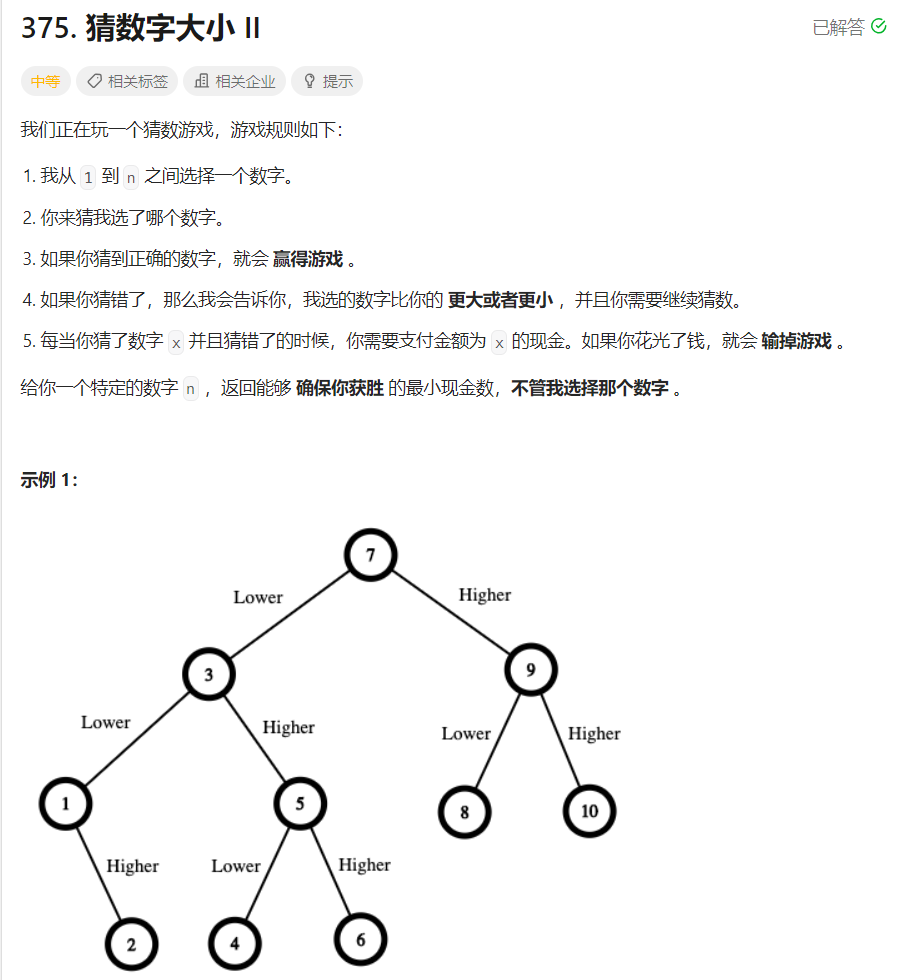 375. 猜数字大小 II
已解答
中等 相关标签 相关企业 提示
我们正在玩一个猜数游戏，游戏规则如下：
1. 我从 1 到 n 之间选择一个数字。
2. 你来猜我选了哪个数字。
3. 如果你猜到正确的数字，就会 赢得游戏 。
4. 如果你猜错了，那么我会告诉你，我选的数字比你的 更大或者更小 ，并且你需要继续猜数。
5. 每当你猜了数字 x 并且猜错了的时候，你需要支付金额为 x 的现金。如果你花光了钱，就会 输掉游戏 。
给你一个特定的数字 n ，返回能够 确保你获胜 的最小现金数，不管我选择那个数字 。
示例 1：
7
Lower Higher
3 9
Lower Higher Lower Higher
1 5 8 10
Higher Lower Higher
2 4 6